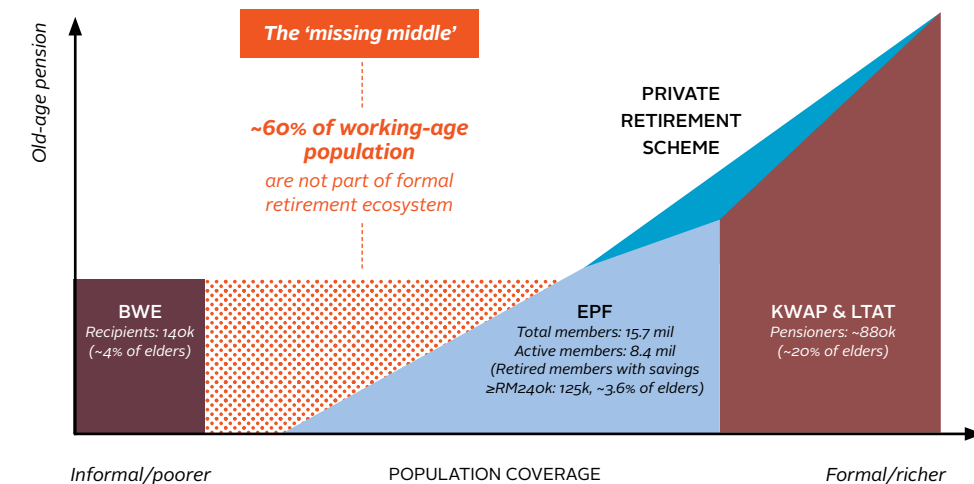 Old-age pension
The ‘missing middle’
~60% of working-age
population
are not part of formal
retirement ecosystem
PRIVATE
RETIREMENT
SCHEME
BWE
Recipients: 140k
(~4% of elders)
EPF
Total members: 15.7 mil
Active members: 8.4 mil
(Retired members with savings
≥RM240k: 125k, ~3.6% of elders)
KWAP & LTAT
Pensioners: ~880k
(~20% of elders)
Informal/poorer
POPULATION COVERAGE
Formal/richer